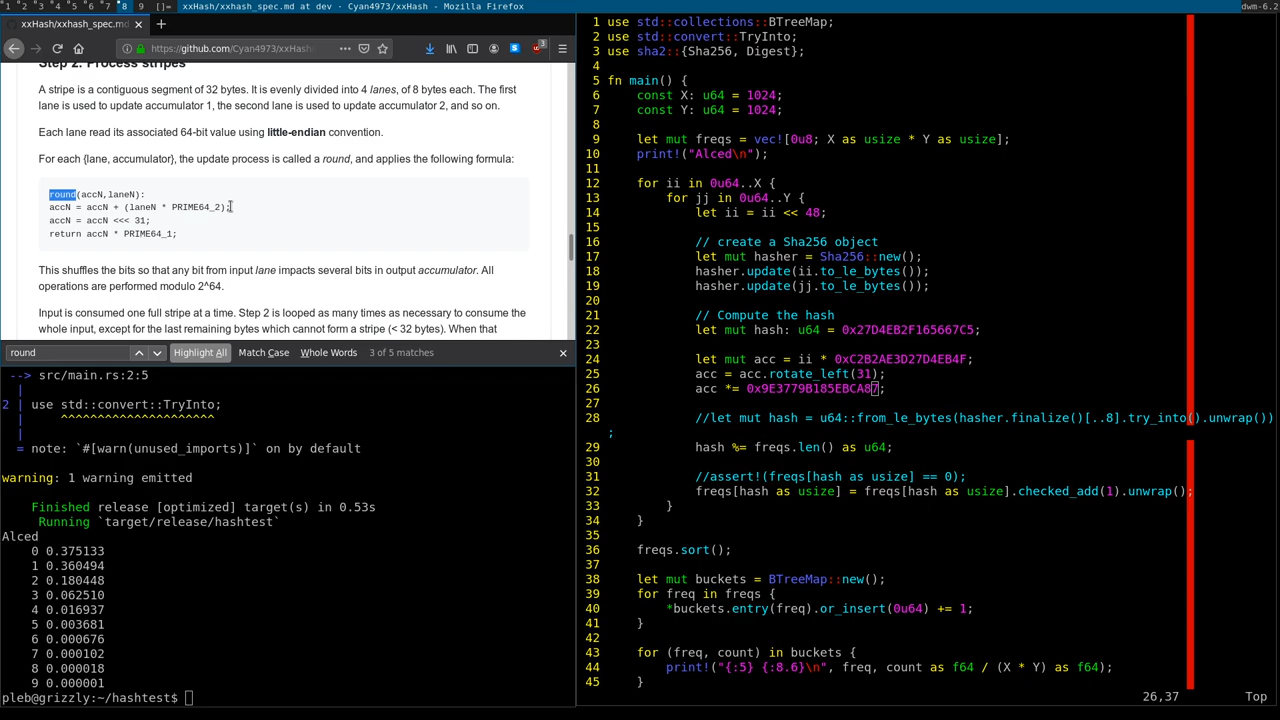 1 2 3 4 5 6 7 8 9 []= xxHash/xxhash_spec.md at dev · Cyan4973/xxHash — Mozilla Firefox dwm-6.2
xxHash/xxhash_spec.md
https://github.com/Cyan4973/xxHash
Step 2. Process stripes
A stripe is a contiguous segment of 32 bytes. It is evenly divided into 4 lanes, of 8 bytes each. The first
lane is used to update accumulator 1, the second lane is used to update accumulator 2, and so on.
Each lane read its associated 64-bit value using little-endian convention.
For each {lane, accumulator}, the update process is called a round, and applies the following formula:
round(accN,laneN):
accN = accN + (laneN * PRIME64_2);
accN = accN <<< 31;
return accN * PRIME64_1;
This shuffles the bits so that any bit from input lane impacts several bits in output accumulator. All
operations are performed modulo 2^64.
Input is consumed one full stripe at a time. Step 2 is looped as many times as necessary to consume the
whole input, except for the last remaining bytes which cannot form a stripe (< 32 bytes). When that
round Highlight All Match Case Whole Words 3 of 5 matches
--> src/main.rs:2:5
|
2 | use std::convert::TryInto;
| ^^^^^^^^^^^^^^^^^^^^^
|
= note: `#[warn(unused_imports)]` on by default
warning: 1 warning emitted
Finished release [optimized] target(s) in 0.53s
Running `target/release/hashtest`
Alced
0 0.375133
1 0.360494
2 0.180448
3 0.062510
4 0.016937
5 0.003681
6 0.000676
7 0.000102
8 0.000018
9 0.000001
pleb@grizzly:~/hashtest$
1 use std::collections::BTreeMap;
2 use std::convert::TryInto;
3 use sha2::{Sha256, Digest};
4
5 fn main() {
6 const X: u64 = 1024;
7 const Y: u64 = 1024;
8
9 let mut freqs = vec![0u8; X as usize * Y as usize];
10 print!("Alced\n");
11
12 for ii in 0u64..X {
13 for jj in 0u64..Y {
14 let ii = ii << 48;
15
16 // create a Sha256 object
17 let mut hasher = Sha256::new();
18 hasher.update(ii.to_le_bytes());
19 hasher.update(jj.to_le_bytes());
20
21 // Compute the hash
22 let mut hash: u64 = 0x27D4EB2F165667C5;
23
24 let mut acc = ii * 0xC2B2AE3D27D4EB4F;
25 acc = acc.rotate_left(31);
26 acc *= 0x9E3779B185EBCA87;
27
28 //let mut hash = u64::from_le_bytes(hasher.finalize()[..8].try_into().unwrap())
;
29 hash %= freqs.len() as u64;
30
31 //assert!(freqs[hash as usize] == 0);
32 freqs[hash as usize] = freqs[hash as usize].checked_add(1).unwrap();
33 }
34 }
35
36 freqs.sort();
37
38 let mut buckets = BTreeMap::new();
39 for freq in freqs {
40 *buckets.entry(freq).or_insert(0u64) += 1;
41 }
42
43 for (freq, count) in buckets {
44 print!("{:5} {:8.6}\n", freq, count as f64 / (X * Y) as f64);
45 }
26,37 Top